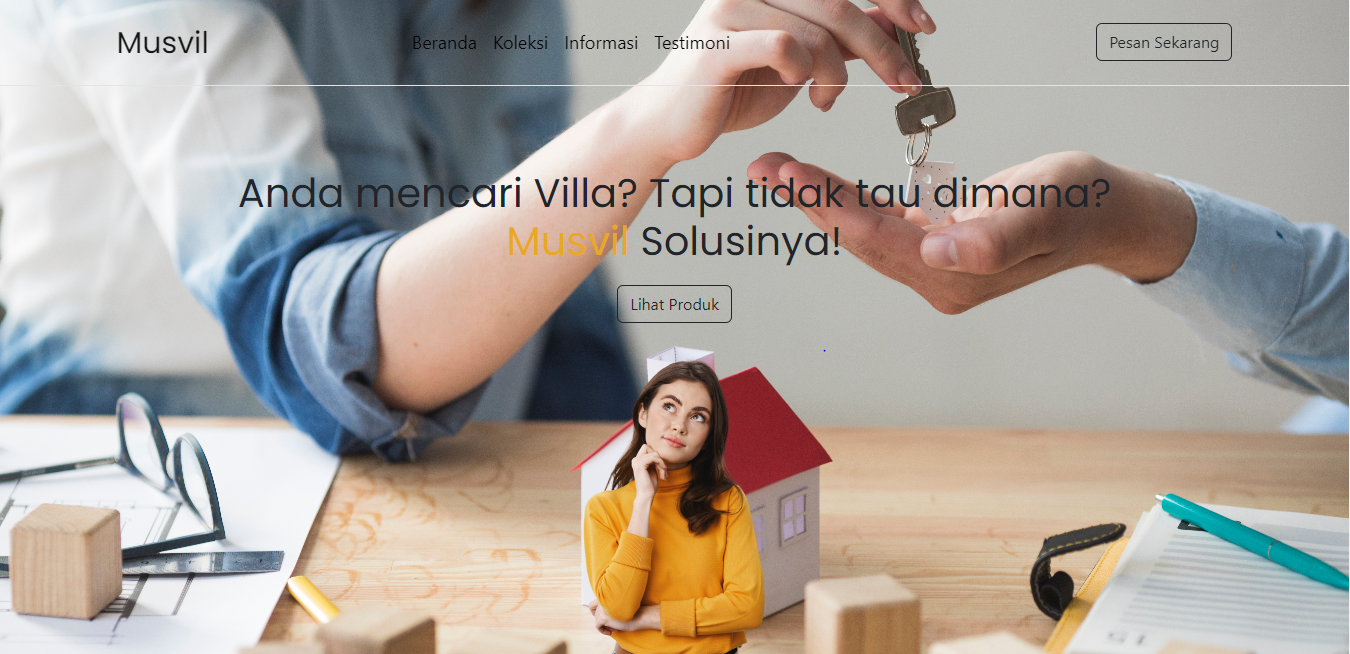 Musvil
Beranda Koleksi Informasi Testimoni
Pesan Sekarang
Anda mencari Villa? Tapi tidak tau dimana?
Musvil Solusinya!
Lihat Produk